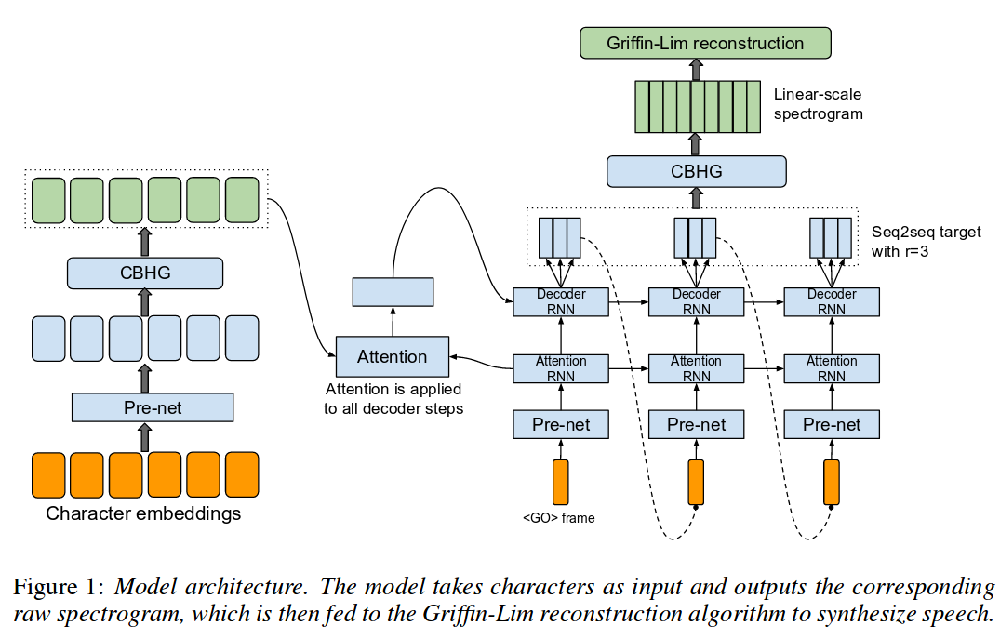 Griffin-Lim reconstruction
Linear-scale
spectrogram
CBHG
Seq2seq target
with r=3
CBHG
Decoder
RNN
Decoder
RNN
Decoder
RNN
Attention
Attention is applied
to all decoder steps
Attention
RNN
Attention
RNN
Attention
RNN
Pre-net
Pre-net
Pre-net
Pre-net
Character embeddings
<GO> frame
Figure 1: Model architecture. The model takes characters as input and outputs the corresponding
raw spectrogram, which is then fed to the Griffin-Lim reconstruction algorithm to synthesize speech.